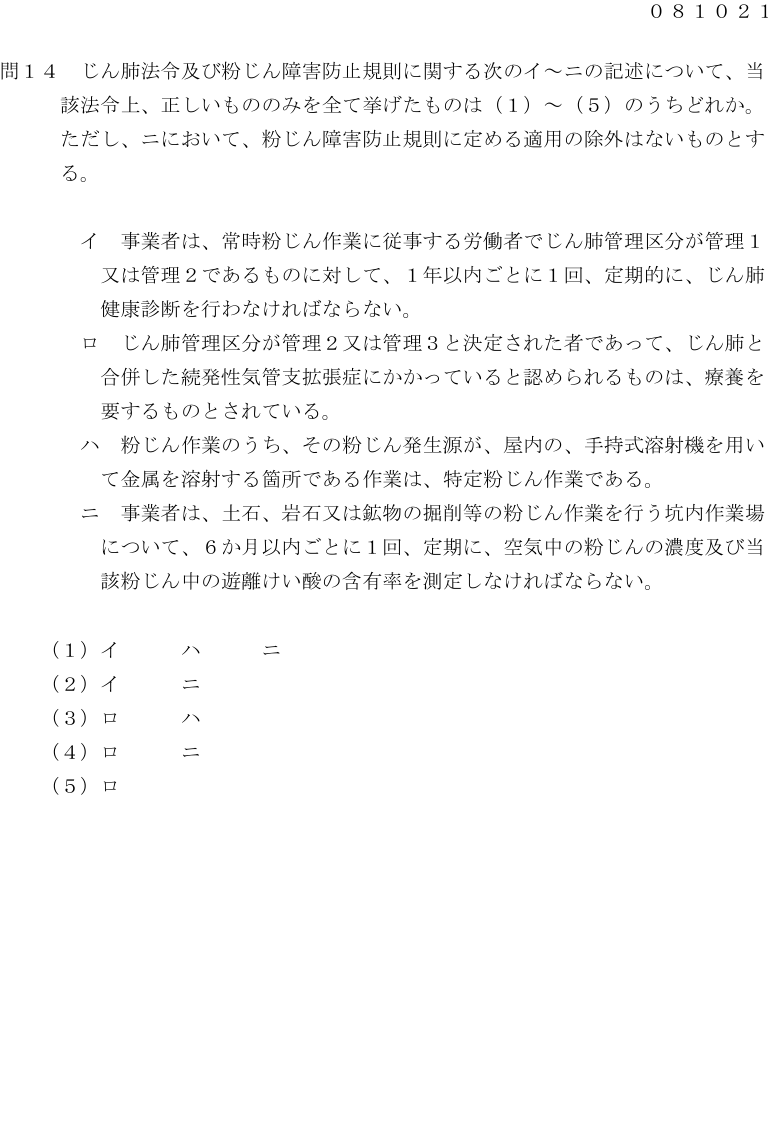 ０８１０２１
問１４　じん肺法令及び粉じん障害防止規則に関する次のイ～ニの記述について、当
該法令上、正しいもののみを全て挙げたものは（１）～（５）のうちどれか。
ただし、ニにおいて、粉じん障害防止規則に定める適用の除外はないものとす
る。
イ　事業者は、常時粉じん作業に従事する労働者でじん肺管理区分が管理１
又は管理２であるものに対して、１年以内ごとに１回、定期的に、じん肺
健康診断を行わなければならない。
ロ　じん肺管理区分が管理２又は管理３と決定された者であって、じん肺と
合併した続発性気管支拡張症にかかっていると認められるものは、療養を
要するものとされている。
ハ　粉じん作業のうち、その粉じん発生源が、屋内の、手持式溶射機を用い
て金属を溶射する箇所である作業は、特定粉じん作業である。
ニ　事業者は、土石、岩石又は鉱物の掘削等の粉じん作業を行う坑内作業場
について、６か月以内ごとに１回、定期に、空気中の粉じんの濃度及び当
該粉じん中の遊離けい酸の含有率を測定しなければならない。
（１）イ　　　ハ　　　ニ
（２）イ　　　ニ
（３）ロ　　　ハ
（４）ロ　　　ニ
（５）ロ